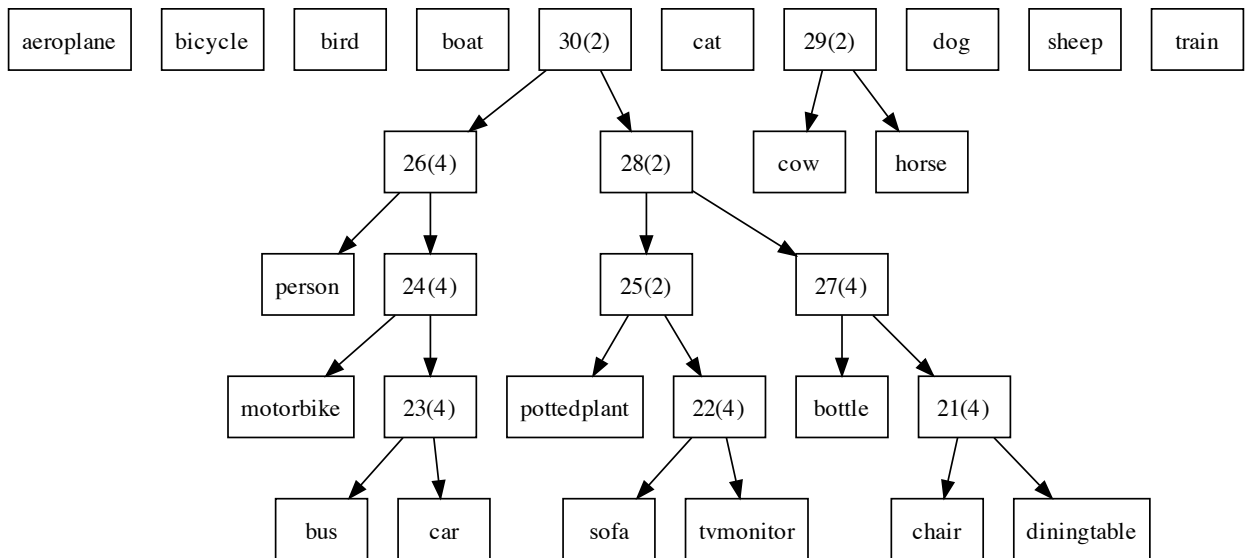 aeroplane bicycle bird boat 30(2) cat 29(2) dog sheep train
26(4) 28(2) cow horse
person 24(4) 25(2) 27(4)
motorbike 23(4) pottedplant 22(4) bottle 21(4)
bus car sofa tvmonitor chair diningtable